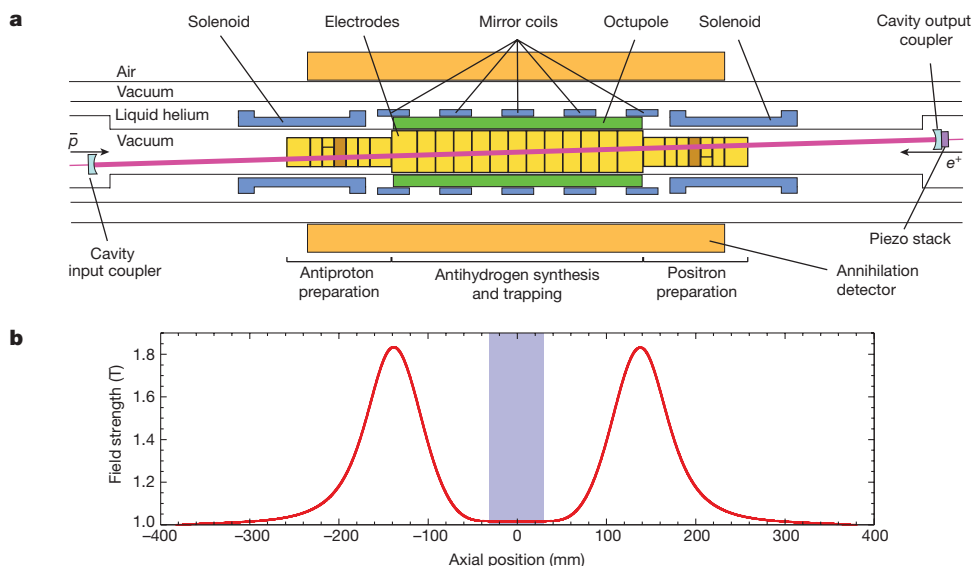 a
Solenoid
Electrodes
Mirror coils
Octupole
Solenoid
Cavity output
coupler
Air
Vacuum
Liquid helium
Vacuum
p̅
e⁺
Cavity
input coupler
Piezo stack
Antiproton
preparation
Antihydrogen synthesis
and trapping
Positron
preparation
Annihilation
detector
b
Field strength (T)
1.8
1.6
1.4
1.2
1.0
−400 −300 −200 −100 0 100 200 300 400
Axial position (mm)